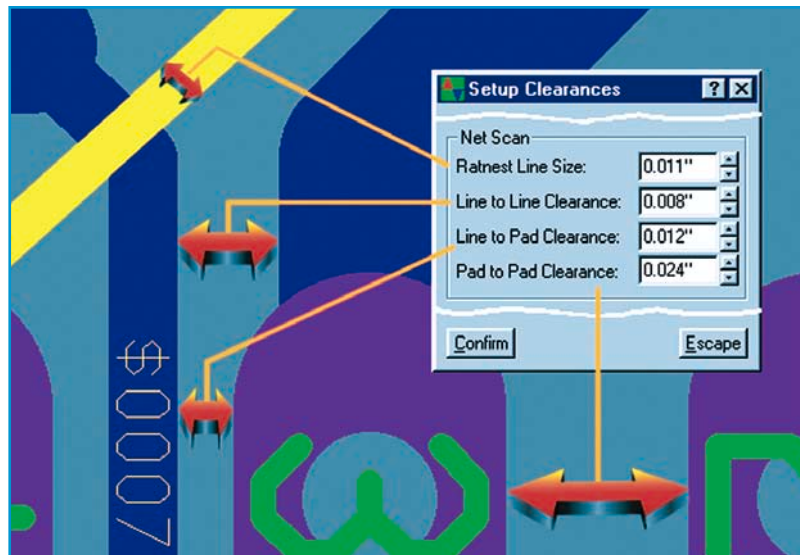 Setup Clearances
Net Scan
Ratnest Line Size: 0.011"
Line to Line Clearance: 0.008"
Line to Pad Clearance: 0.012"
Pad to Pad Clearance: 0.024"
Confirm Escape
$0007